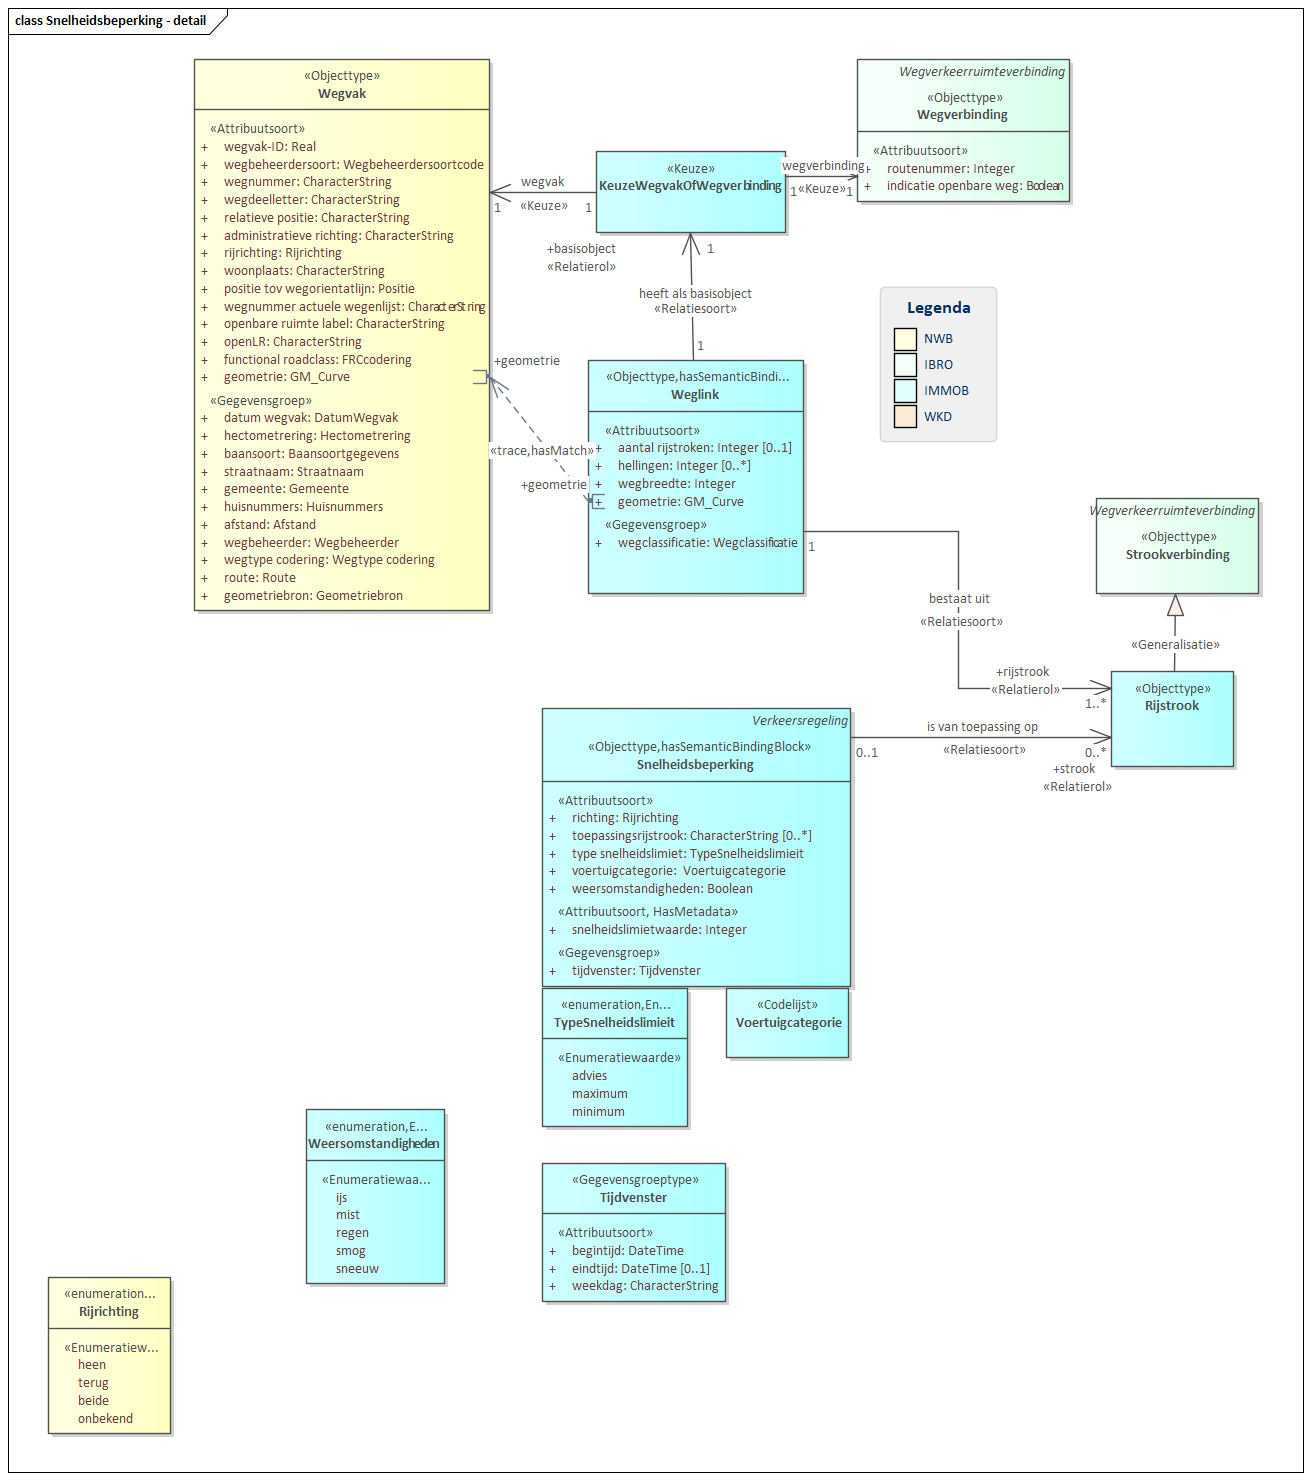 class Snelheidsbeperking - detail
«Objecttype»
Wegvak
«Attribuutsoort»
+ wegvak-ID: Real
+ wegbeheerdersoort: Wegbeheerdersoortcode
+ wegnummer: CharacterString
+ wegdeelletter: CharacterString
+ relatieve positie: CharacterString
+ administratieve richting: CharacterString
+ rijrichting: Rijrichting
+ woonplaats: CharacterString
+ positie tov wegorientatlijn: Positie
+ wegnummer actuele wegenlijst: CharacterString
+ openbare ruimte label: CharacterString
+ openLR: CharacterString
+ functional roadclass: FRCcodering
+ geometrie: GM_Curve
«Gegevensgroep»
+ datum wegvak: DatumWegvak
+ hectometrering: Hectometrering
+ baansoort: Baansoortgegevens
+ straatnaam: Straatnaam
+ gemeente: Gemeente
+ huisnummers: Huisnummers
+ afstand: Afstand
+ wegbeheerder: Wegbeheerder
+ wegtype codering: Wegtype codering
+ route: Route
+ geometriebron: Geometriebron
wegvak
«Keuze»
1
1
«Keuze»
KeuzeWegvakOfWegverbinding
wegverbinding
1
«Keuze»
1
Wegverkeerruimteverbinding
«Objecttype»
Wegverbinding
«Attribuutsoort»
+ routenummer: Integer
+ indicatie openbare weg: Boolean
+basisobject
«Relatierol»
1
heeft als basisobject
«Relatiesoort»
1
Legenda
NWB
IBRO
IMMOB
WKD
+geometrie
«trace,hasMatch»
+geometrie
«Objecttype,hasSemanticBindi...
Weglink
«Attribuutsoort»
+ aantal rijstroken: Integer [0..1]
+ hellingen: Integer [0..*]
+ wegbreedte: Integer
+ geometrie: GM_Curve
«Gegevensgroep»
+ wegclassificatie: Wegclassificatie
1
bestaat uit
«Relatiesoort»
+rijstrook
«Relatierol»
1..*
Wegverkeerruimteverbinding
«Objecttype»
Strookverbinding
«Generalisatie»
«Objecttype»
Rijstrook
is van toepassing op
«Relatiesoort»
0..1
0..*
+strook
«Relatierol»
Verkeersregeling
«Objecttype,hasSemanticBindingBlock»
Snelheidsbeperking
«Attribuutsoort»
+ richting: Rijrichting
+ toepassingsrijstrook: CharacterString [0..*]
+ type snelheidslimiet: TypeSnelheidslimieit
+ voertuigcategorie: Voertuigcategorie
+ weersomstandigheden: Boolean
«Attribuutsoort, HasMetadata»
+ snelheidslimietwaarde: Integer
«Gegevensgroep»
+ tijdvenster: Tijdvenster
«enumeration,En...
TypeSnelheidslimieit
«Enumeratiewaarde»
advies
maximum
minimum
«Codelijst»
Voertuigcategorie
«enumeration,E...
Weersomstandigheden
«Enumeratiewaa...
ijs
mist
regen
smog
sneeuw
«Gegevensgroeptype»
Tijdvenster
«Attribuutsoort»
+ begintijd: DateTime
+ eindtijd: DateTime [0..1]
+ weekdag: CharacterString
«enumeration...
Rijrichting
«Enumeratiew...
heen
terug
beide
onbekend